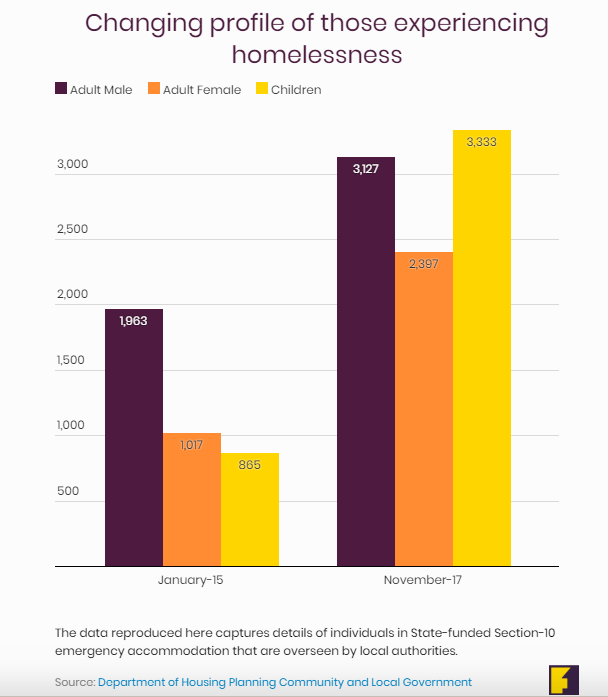 Changing profile of those experiencing
homelessness
Adult Male Adult Female Children
3,333
3,000
3,127
2,500
2,397
2,000
1,963
1,500
1,000
1,017
865
500
January-15 November-17
The data reproduced here captures details of individuals in State-funded Section-10
emergency accommodation that are overseen by local authorities.
Source: Department of Housing Planning Community and Local Government